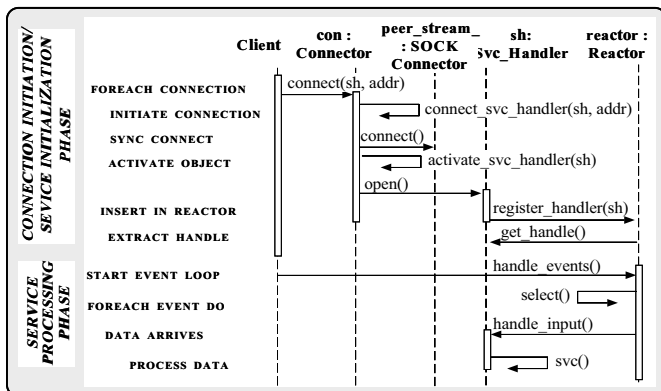 Client
con :
Connector
peer_stream_
: SOCK
Connector
sh:
Svc_Handler
reactor :
Reactor
CONNECTION INITIATION/
SEVICE INITIALIZATION
PHASE
FOREACH CONNECTION
connect(sh, addr)
INITIATE CONNECTION
connect_svc_handler(sh, addr)
SYNC CONNECT
connect()
ACTIVATE OBJECT
activate_svc_handler(sh)
open()
INSERT IN REACTOR
register_handler(sh)
EXTRACT HANDLE
get_handle()
SERVICE
PROCESSING
PHASE
START EVENT LOOP
handle_events()
FOREACH EVENT DO
select()
DATA ARRIVES
handle_input()
PROCESS DATA
svc()